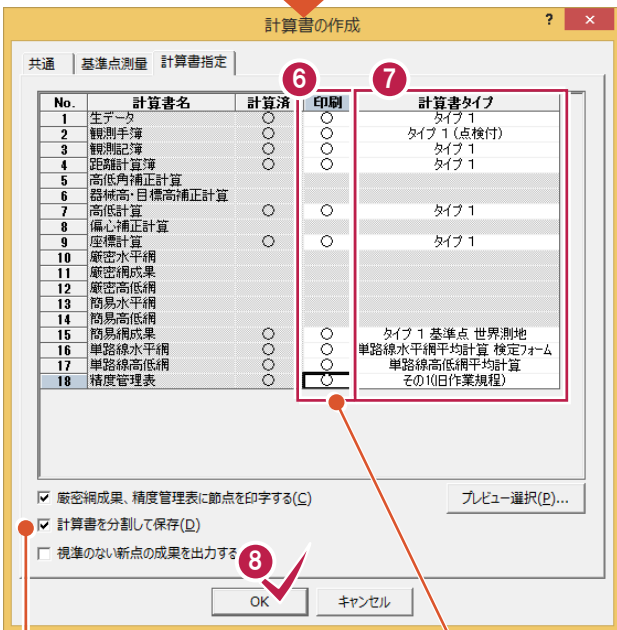 計算書の作成 ? ×
共通 基準点測量 計算書指定
6 7
No. 計算書名 計算済 印刷 計算書タイプ
1 生データ ○ ○ タイプ 1
2 観測手簿 ○ ○ タイプ 1 (点検付)
3 観測記簿 ○ ○ タイプ 1
4 距離計算簿 ○ ○ タイプ 1
5 高低角補正計算
6 器械高・目標高補正計算
7 高低計算 ○ ○ タイプ 1
8 偏心補正計算
9 座標計算 ○ ○ タイプ 1
10 厳密水平網
11 厳密網成果
12 厳密高低網
13 簡易水平網
14 簡易高低網
15 簡易網成果 ○ ○ タイプ 1 基準点 世界測地
16 単路線水平網 ○ ○ 単路線水平網平均計算 検定フォーム
17 単路線高低網 ○ ○ 単路線高低網平均計算
18 精度管理表 ○ ○ その1(旧作業規程)
厳密網成果、精度管理表に節点を印字する(C) プレビュー選択(P)...
計算書を分割して保存(D)
視準のない新点の成果を出力する
8
OK キャンセル